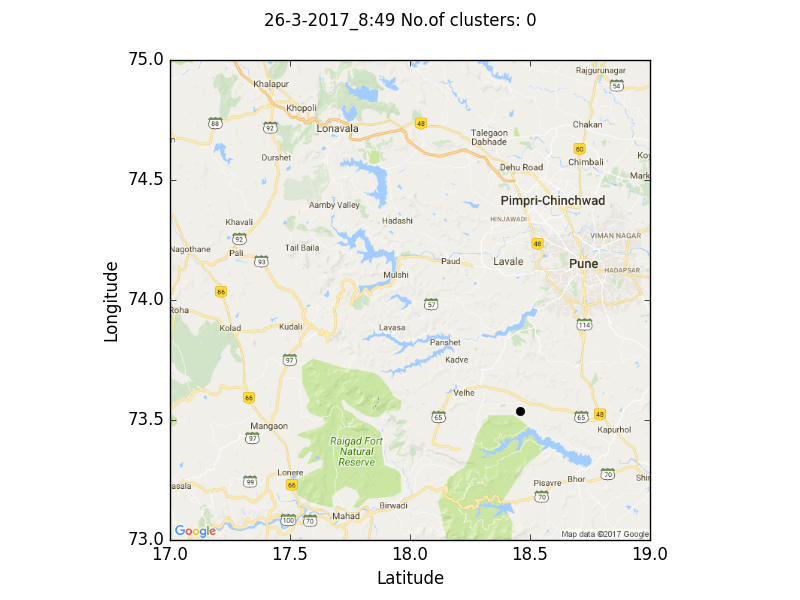 26-3-2017_8:49 No.of clusters: 0
75.0
74.5
74.0
73.5
73.0
Longitude
17.0
17.5
18.0
18.5
19.0
Latitude
Rajgurunagar
Khalapur
54
Khopoli
88
92
Lonavala
48
Chakan
Talegaon
Dabhade
60
Durshet
Chimbali
Dehu Road
Aamby Valley
Pimpri-Chinchwad
Khavali
Hadashi
HINJAWADI
92
VIMAN NAGAR
Nagothane
Pali
Tail Baila
48
93
Paud
Lavale
Pune
HADAPSAR
Mulshi
66
57
Roha
Kolad
Kudali
Lavasa
114
Panshet
97
Kadve
66
Velhe
65
65
48
Mangaon
Kapurhol
97
Raigad Fort
Natural
Reserve
Lonere
99
66
Pisavre
Bhor
70
70
Birwadi
Mahad
100
70
Google
Map data ©2017 Google